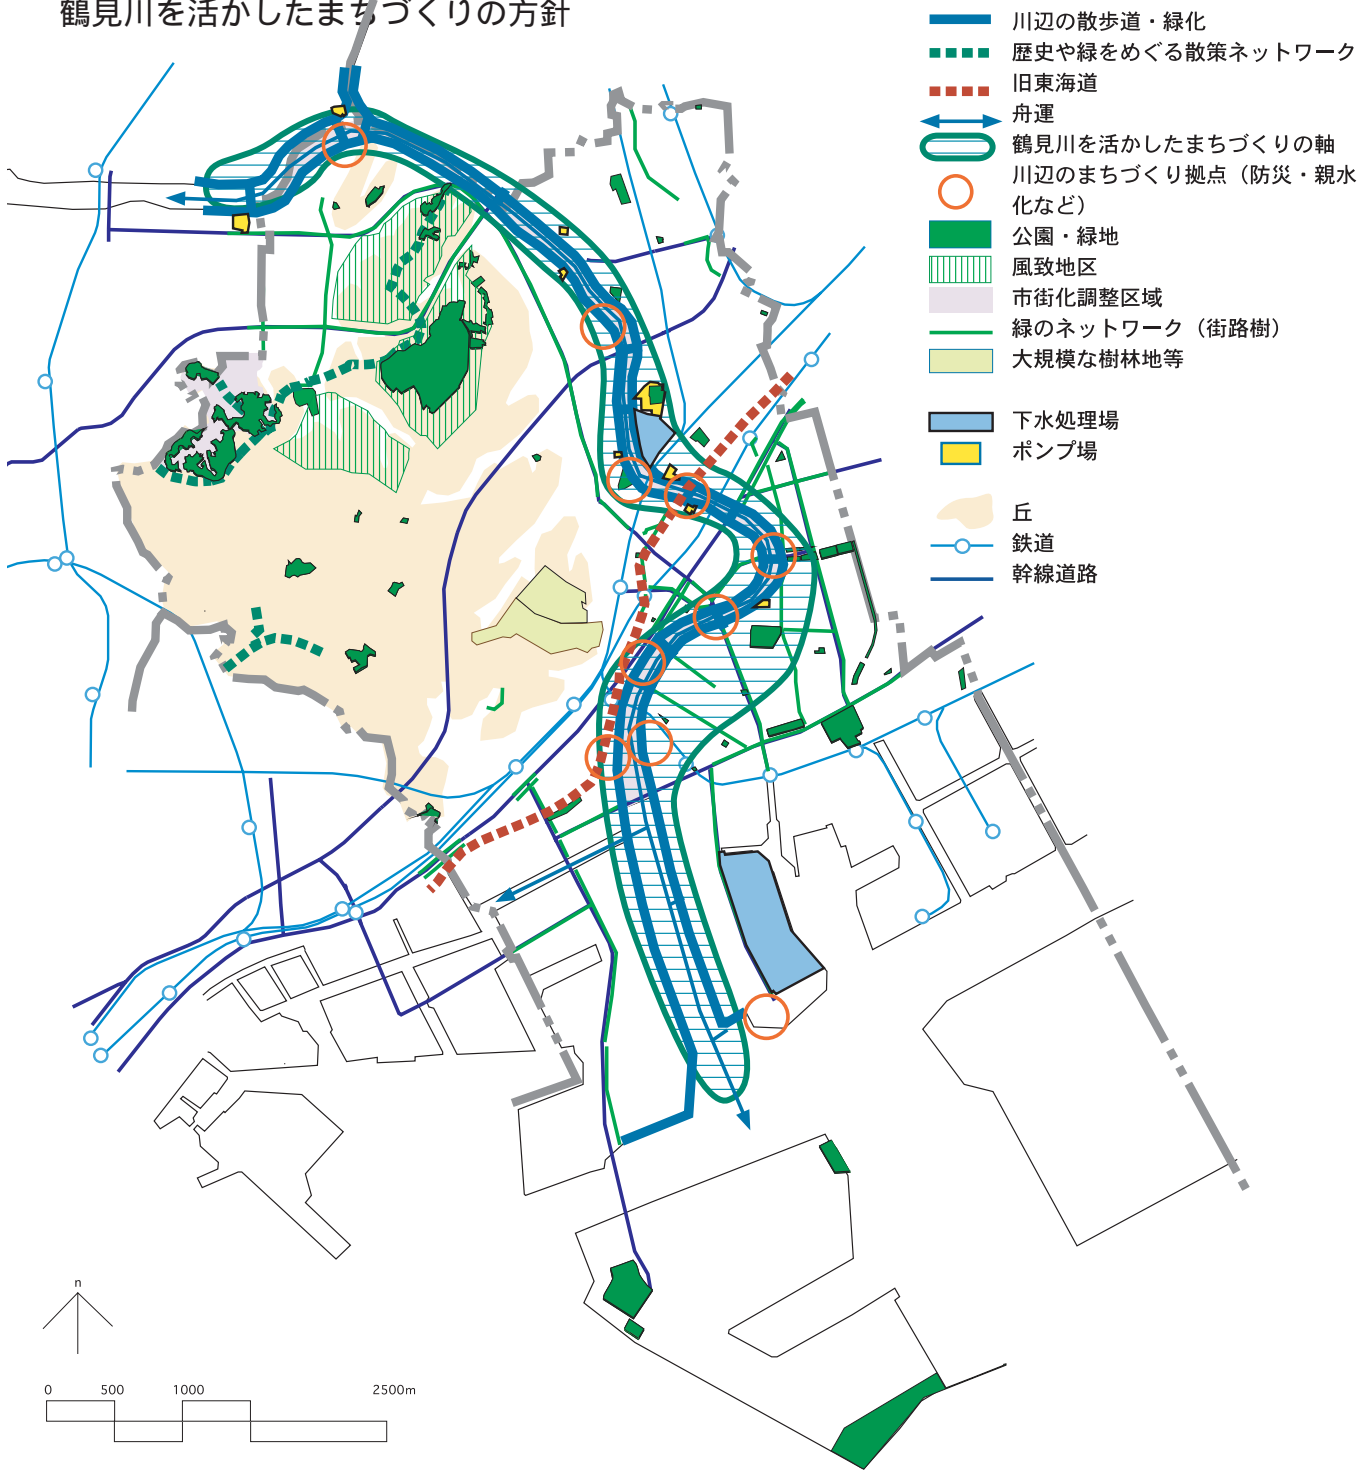 鶴見川を活かしたまちづくりの方針
川辺の散歩道・緑化
歴史や緑をめぐる散策ネットワーク
旧東海道
舟運
鶴見川を活かしたまちづくりの軸
川辺のまちづくり拠点（防災・親水
化など）
公園・緑地
風致地区
市街化調整区域
緑のネットワーク（街路樹）
大規模な樹林地等
下水処理場
ポンプ場
丘
鉄道
幹線道路
n
0 500 1000 2500m